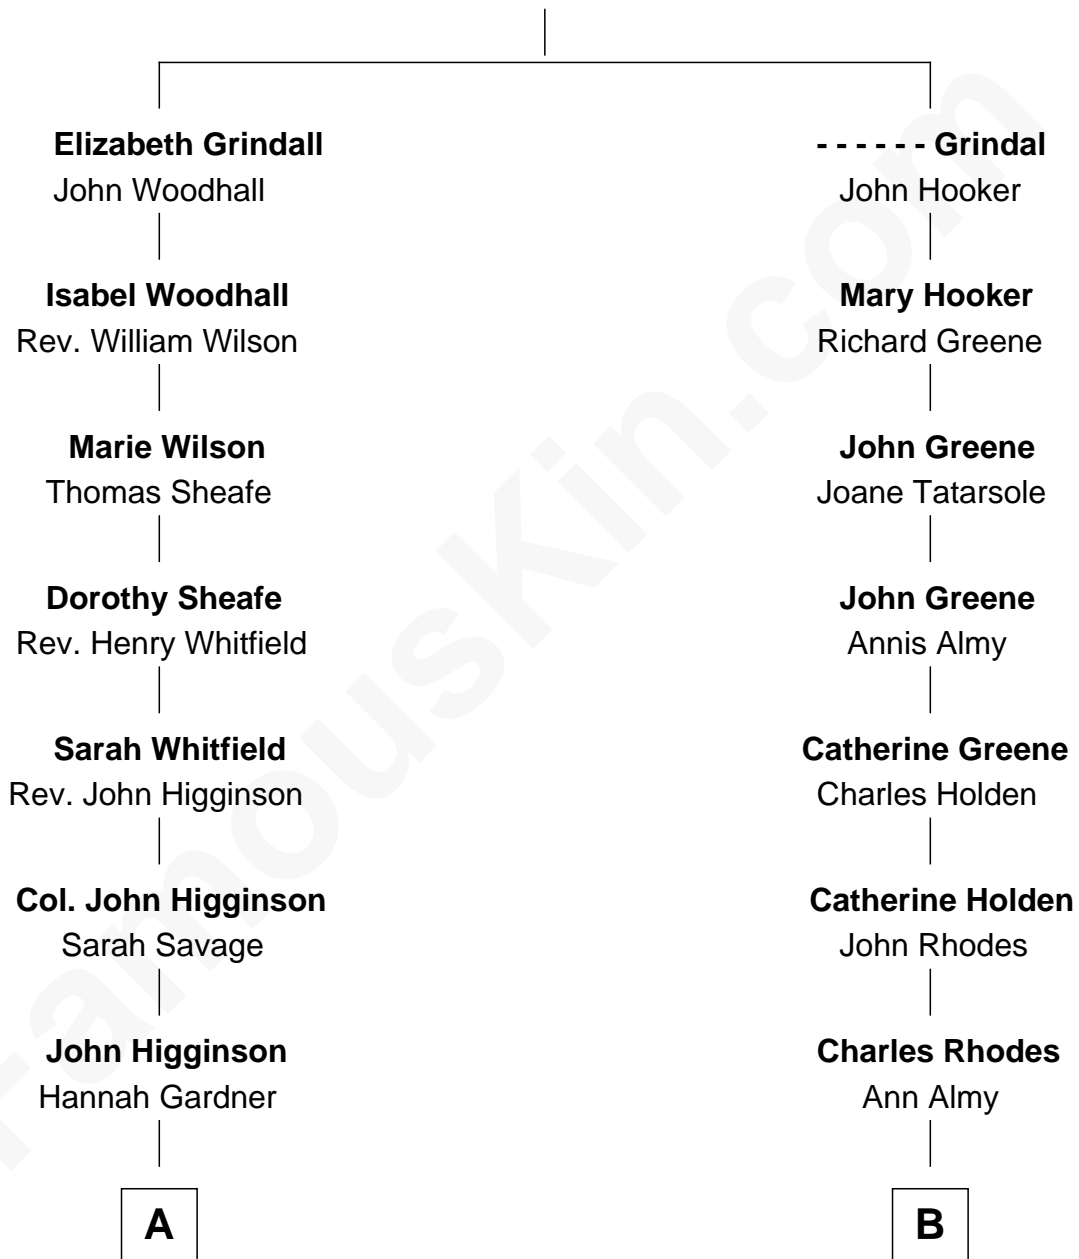 Elizabeth Grindall
John Woodhall
Isabel Woodhall
Rev. William Wilson
Marie Wilson
Thomas Sheafe
Dorothy Sheafe
Rev. Henry Whitfield
Sarah Whitfield
Rev. John Higginson
Col. John Higginson
Sarah Savage
John Higginson
Hannah Gardner
A
- - - - - - Grindal
John Hooker
Mary Hooker
Richard Greene
John Greene
Joane Tatarsole
John Greene
Annis Almy
Catherine Greene
Charles Holden
Catherine Holden
John Rhodes
Charles Rhodes
Ann Almy
B
FamousKin.com